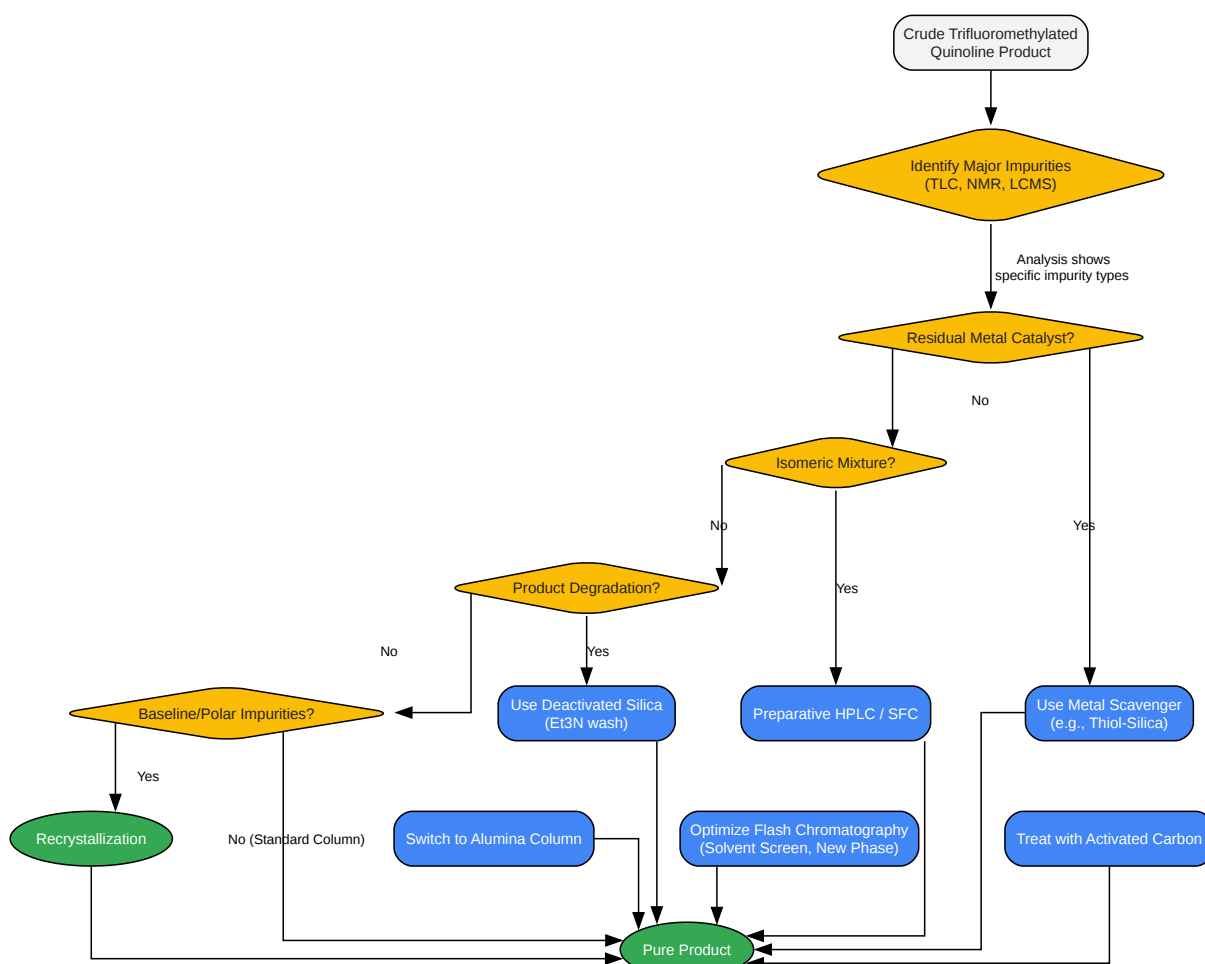 Crude Trifluoromethylated
Quinoline Product
Identify Major Impurities
(TLC, NMR, LCMS)
Analysis shows
specific impurity types
Residual Metal Catalyst?
No
Isomeric Mixture?
No
Yes
Product Degradation?
Yes
No
Yes
Baseline/Polar Impurities?
Use Deactivated Silica
(Et3N wash)
Preparative HPLC / SFC
Use Metal Scavenger
(e.g., Thiol-Silica)
Yes
Recrystallization
No (Standard Column)
Switch to Alumina Column
Optimize Flash Chromatography
(Solvent Screen, New Phase)
Treat with Activated Carbon
Pure Product